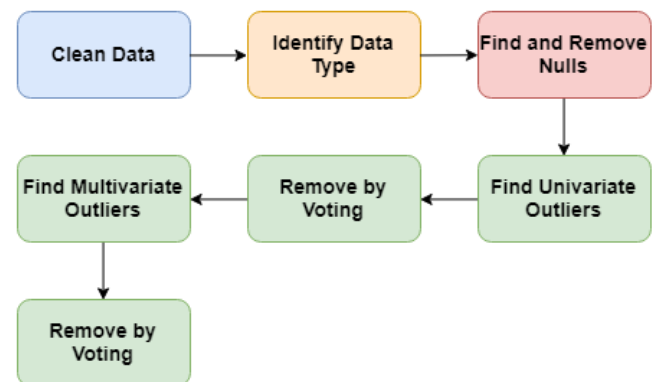 Clean Data
Identify Data
Type
Find and Remove
Nulls
Find Univariate
Outliers
Remove by
Voting
Find Multivariate
Outliers
Remove by
Voting